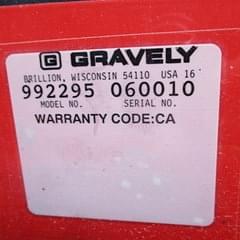 G GRAVELY
BRILLION, WISCONSIN 54110 USA 16
992295 060010
MODEL NO. SERIAL NO.
WARRANTY CODE:CA